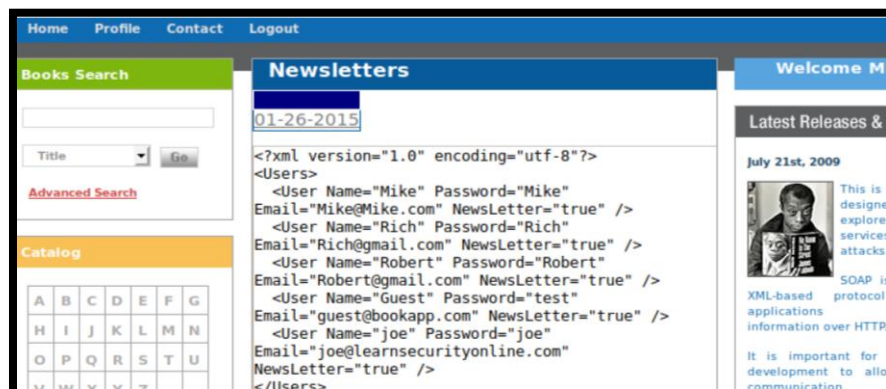 Home Profile Contact Logout
Books Search
Title
Go
Advanced Search
Catalog
A B C D E F G
H I J K L M N
O P Q R S T U
V W X Y Z
Newsletters
01-26-2015
<?xml version="1.0" encoding="utf-8"?>
<Users>
<User Name="Mike" Password="Mike"
Email="Mike@Mike.com" NewsLetter="true" />
<User Name="Rich" Password="Rich"
Email="Rich@gmail.com" NewsLetter="true" />
<User Name="Robert" Password="Robert"
Email="Robert@gmail.com" NewsLetter="true" />
<User Name="Guest" Password="test"
Email="guest@bookapp.com" NewsLetter="true" />
<User Name="joe" Password="joe"
Email="joe@learnsecurityonline.com"
NewsLetter="true" />
</Users>
Welcome M
Latest Releases &
July 21st, 2009
This is
designe
explore
services
attacks
SOAP is
XML-based protocol
applications
information over HTTP.
It is important for
development to allo
communication